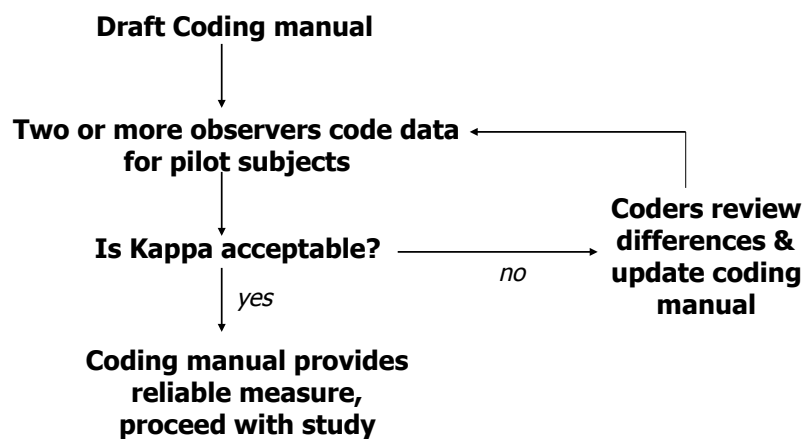 Draft Coding manual
Two or more observers code data
for pilot subjects
Is Kappa acceptable?
no
Coders review
differences &
update coding
manual
yes
Coding manual provides
reliable measure,
proceed with study